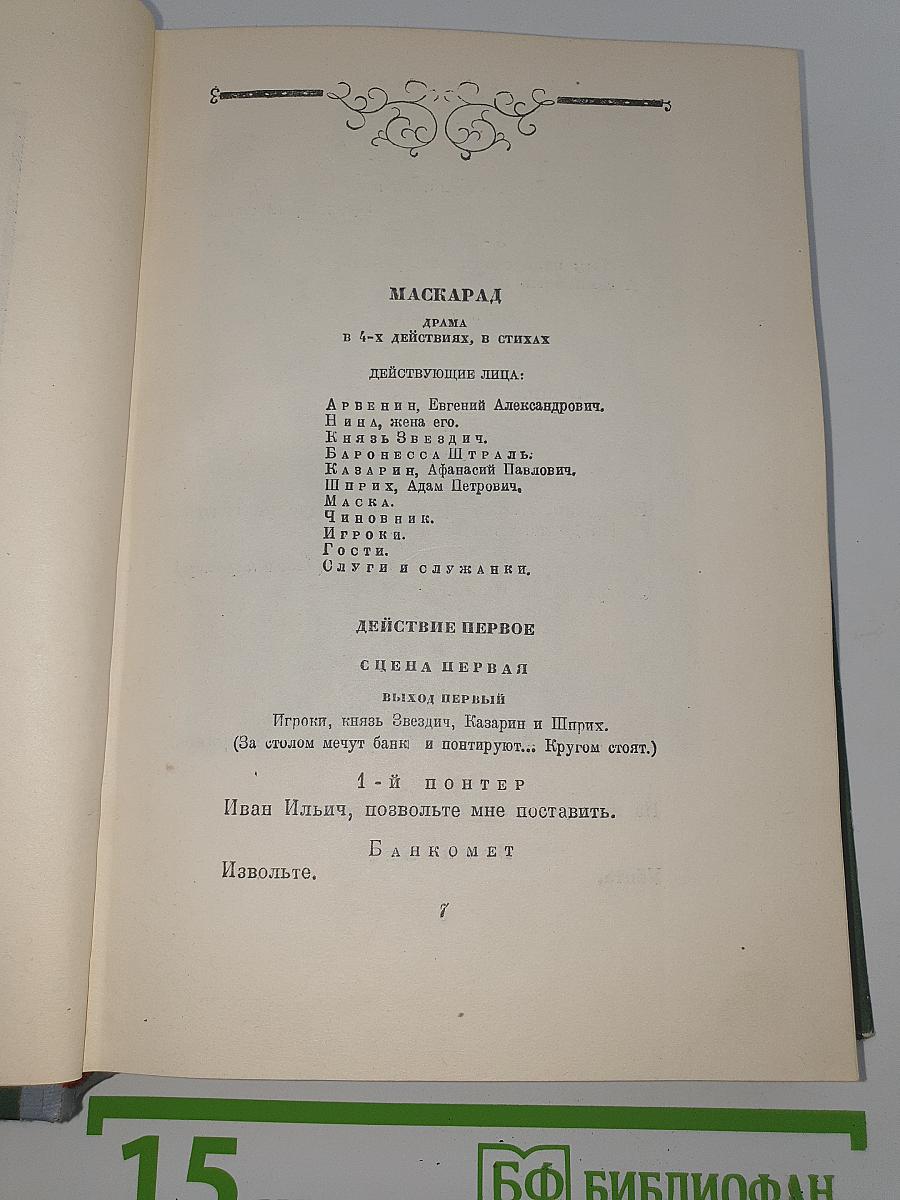 МАСКАРАД
ДРАМА
В 4-Х ДЕЙСТВИЯХ, В СТИХАХ
ДЕЙСТВУЮЩИЕ ЛИЦА:
Арбенин, Евгений Александрович.
Нина, жена его.
Князь Звездич.
Баронесса Штраль.
Казарин, Афанасий Павлович.
Шприх, Адам Петрович.
Маска.
Чиновник.
Игроки.
Гости.
Слуги и служанки.
ДЕЙСТВИЕ ПЕРВОЕ
СЦЕНА ПЕРВАЯ
ВЫХОД ПЕРВЫЙ
Игроки, князь Звездич, Казарин и Шприх.
(За столом мечут банк и понтируют... Кругом стоят.)
1-й понтер
Иван Ильич, позвольте мне поставить.
Банкомет
Извольте.
7
15
БФ БИБЛИОФАН